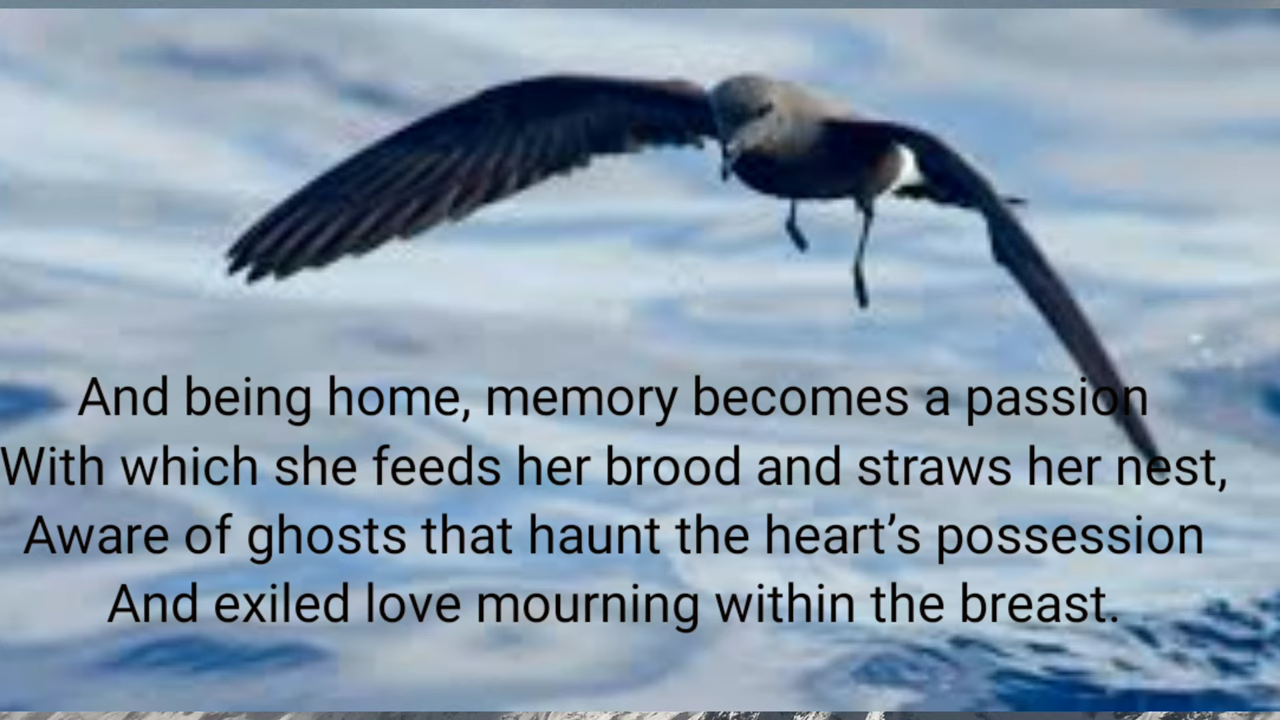 And being home, memory becomes a passion
With which she feeds her brood and straws her nest,
Aware of ghosts that haunt the heart’s possession
And exiled love mourning within the breast.